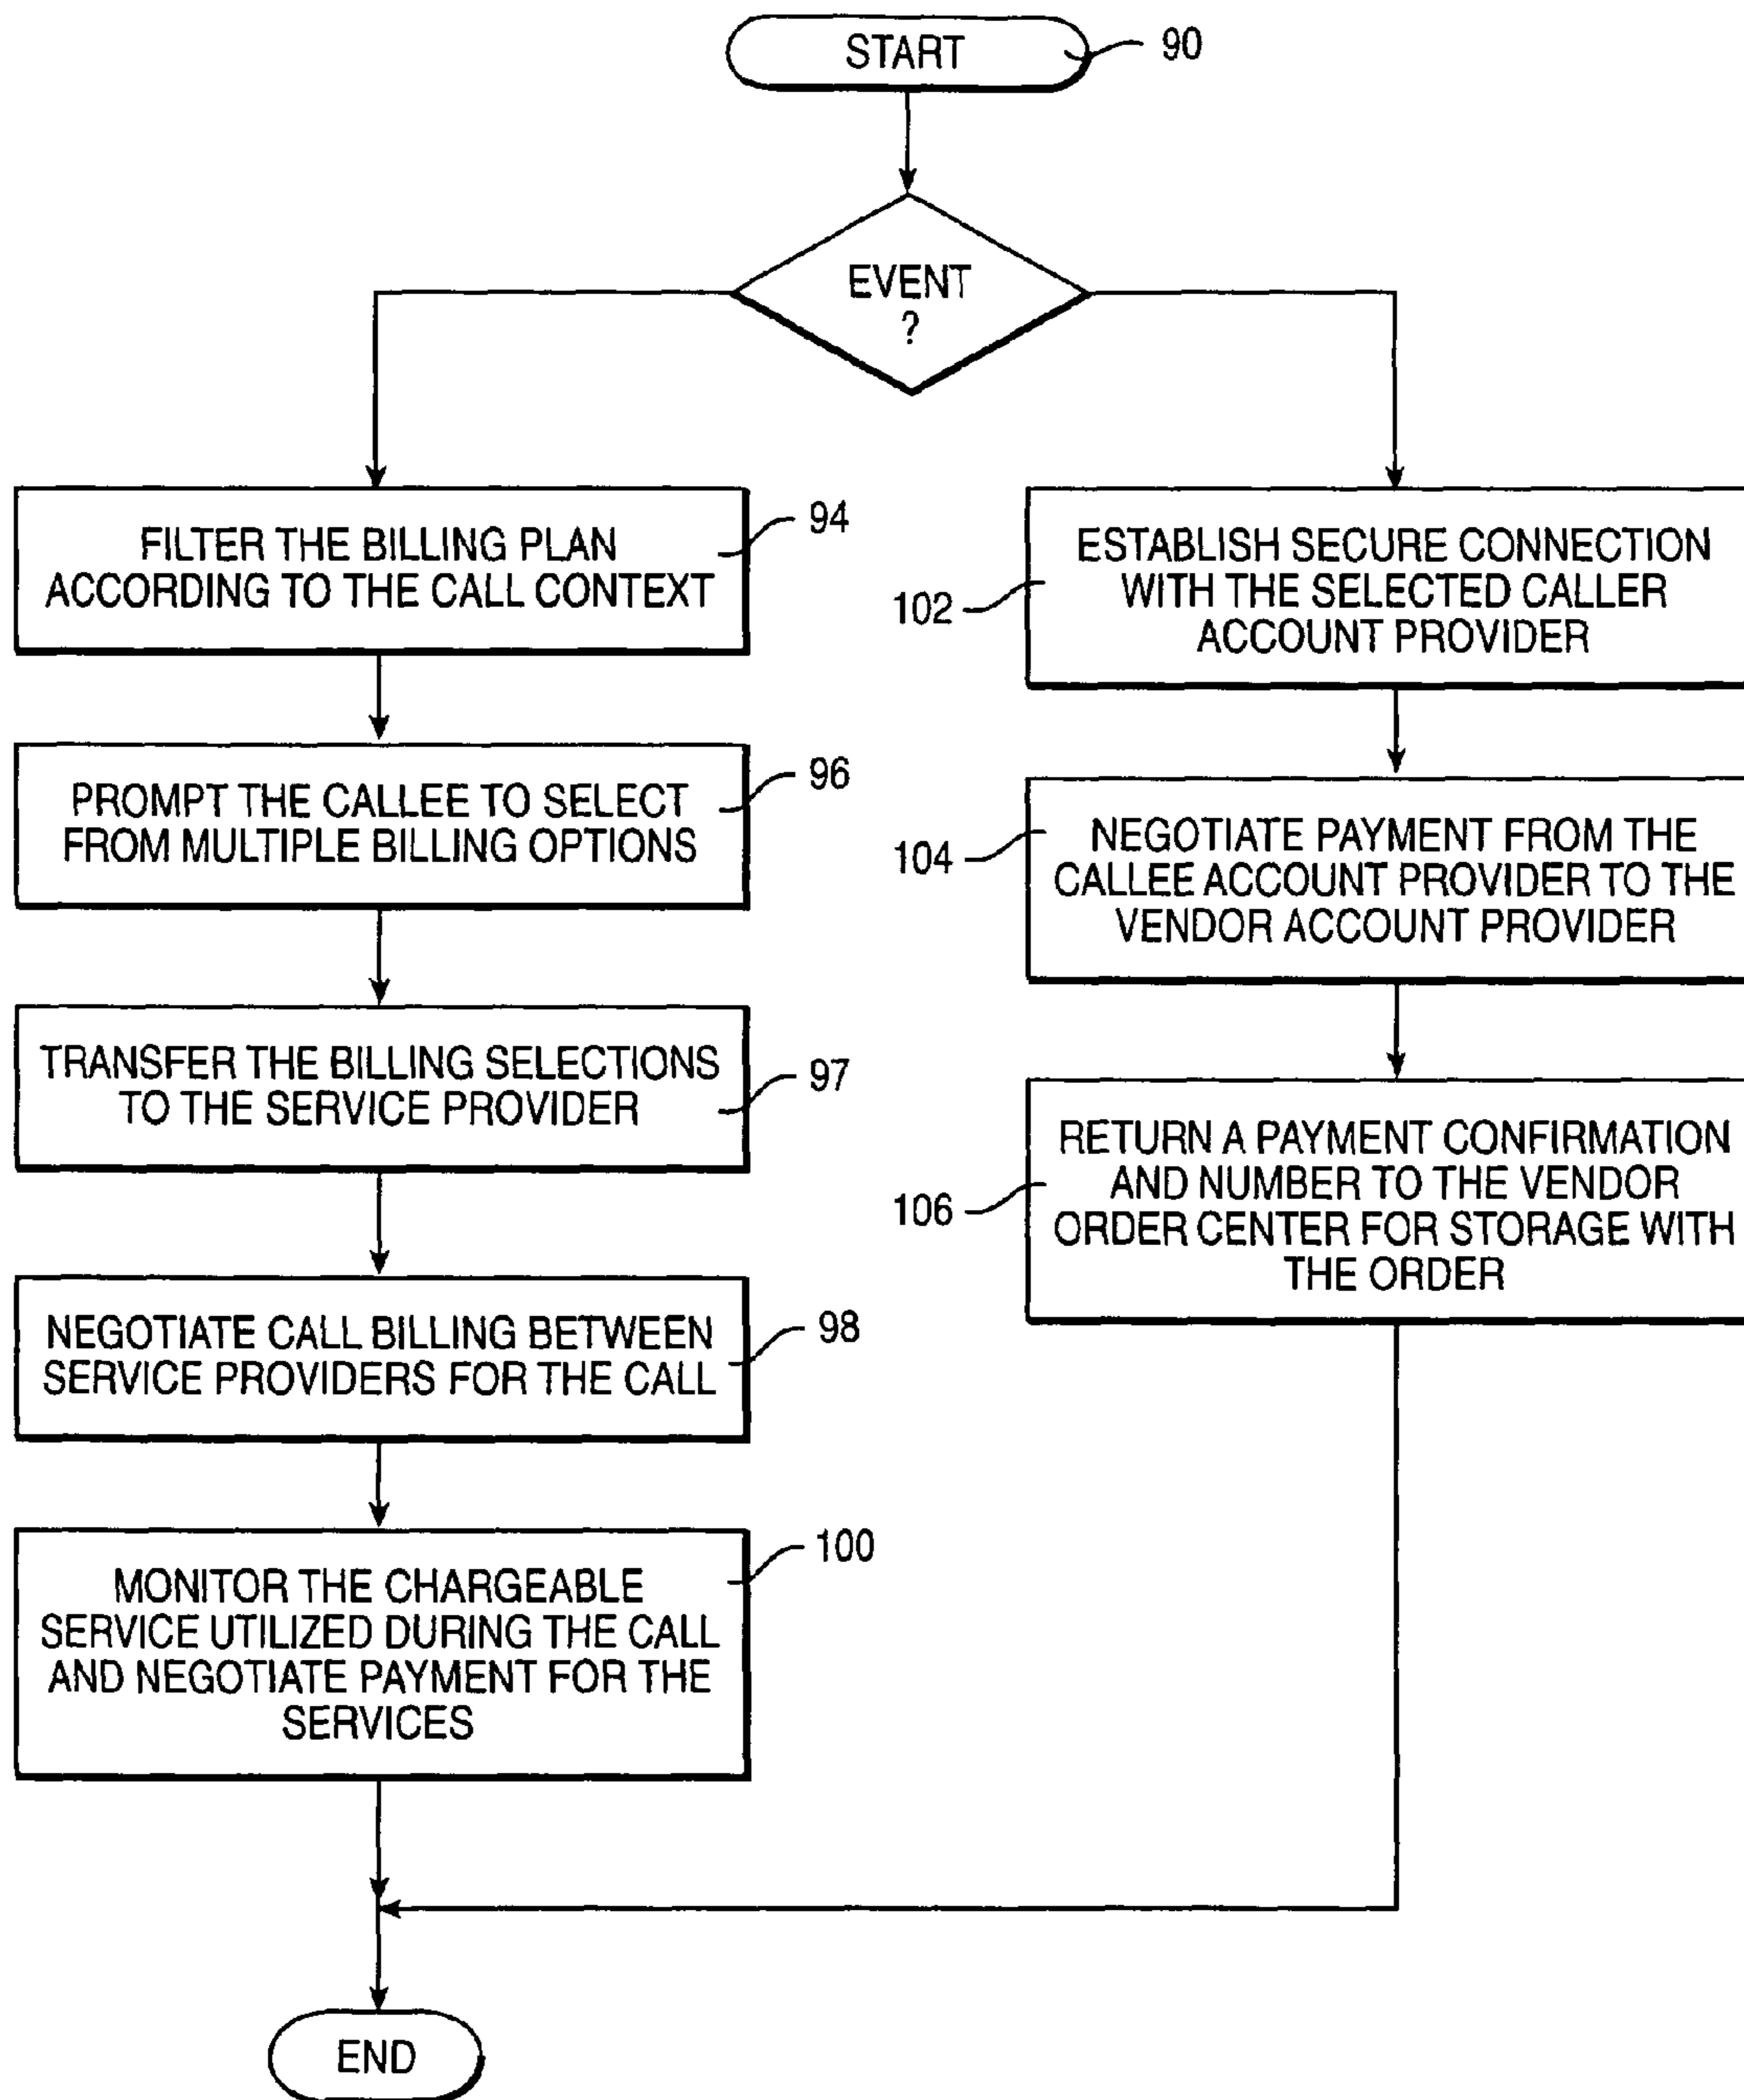 START
90
EVENT
?
FILTER THE BILLING PLAN
ACCORDING TO THE CALL CONTEXT
94
PROMPT THE CALLEE TO SELECT
FROM MULTIPLE BILLING OPTIONS
96
TRANSFER THE BILLING SELECTIONS
TO THE SERVICE PROVIDER
97
NEGOTIATE CALL BILLING BETWEEN
SERVICE PROVIDERS FOR THE CALL
98
MONITOR THE CHARGEABLE
SERVICE UTILIZED DURING THE CALL
AND NEGOTIATE PAYMENT FOR THE
SERVICES
100
102
ESTABLISH SECURE CONNECTION
WITH THE SELECTED CALLER
ACCOUNT PROVIDER
104
NEGOTIATE PAYMENT FROM THE
CALLEE ACCOUNT PROVIDER TO THE
VENDOR ACCOUNT PROVIDER
106
RETURN A PAYMENT CONFIRMATION
AND NUMBER TO THE VENDOR
ORDER CENTER FOR STORAGE WITH
THE ORDER
END